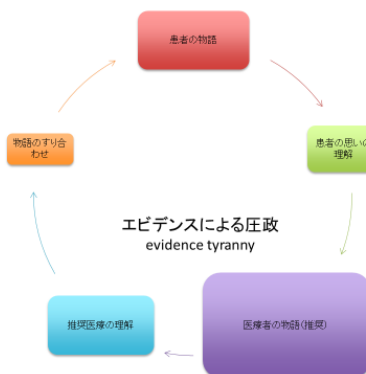 患者の物語
患者の思いの
理解
物語のすり合
わせ
エビデンスによる圧政
evidence tyranny
医療者の物語(推奨)
推奨医療の理解